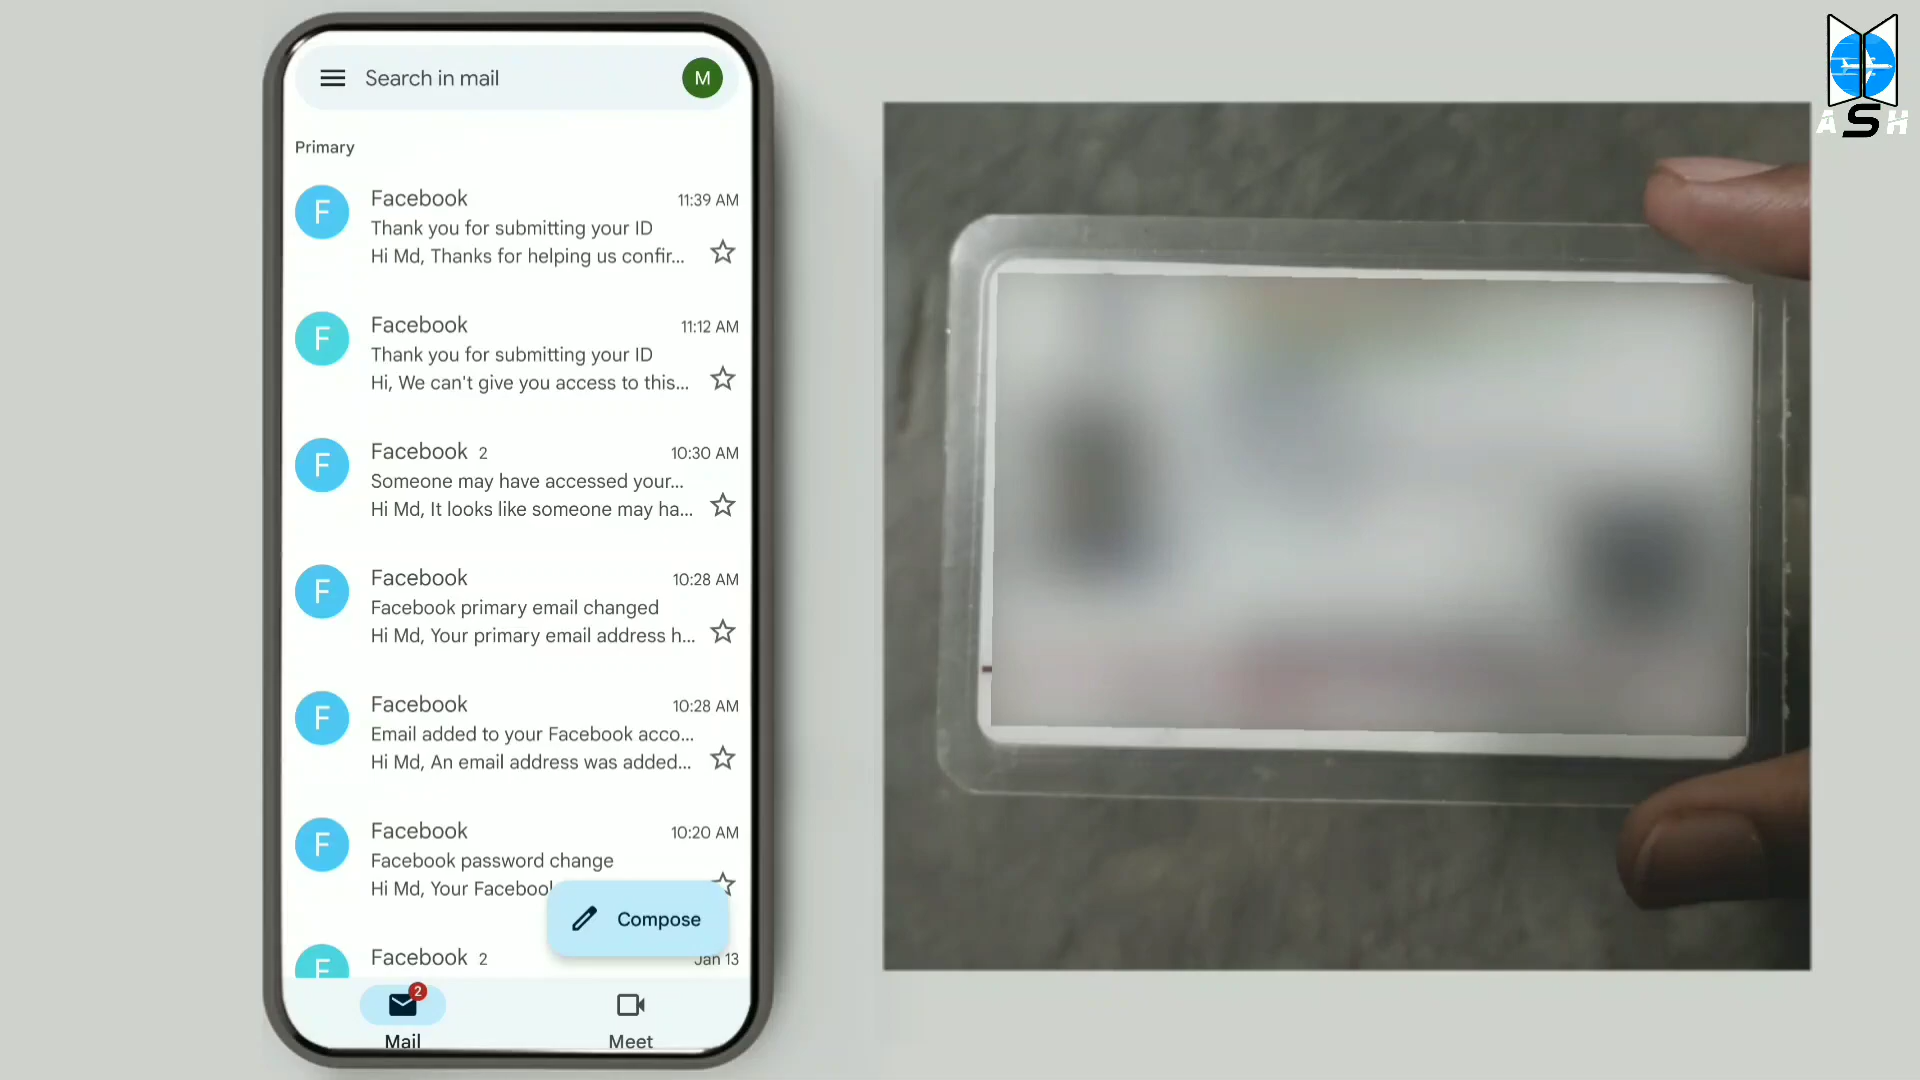 Search in mail
M
Primary
F
Facebook
11:39 AM
Thank you for submitting your ID
Hi Md, Thanks for helping us confir...
F
Facebook
11:12 AM
Thank you for submitting your ID
Hi, We can't give you access to this...
F
Facebook 2
10:30 AM
Someone may have accessed your...
Hi Md, It looks like someone may ha...
F
Facebook
10:28 AM
Facebook primary email changed
Hi Md, Your primary email address h...
F
Facebook
10:28 AM
Email added to your Facebook acco...
Hi Md, An email address was added...
F
Facebook
10:20 AM
Facebook password change
Hi Md, Your Facebook
Compose
F
Facebook 2
Jan 13
2
Mail
Meet
ASH